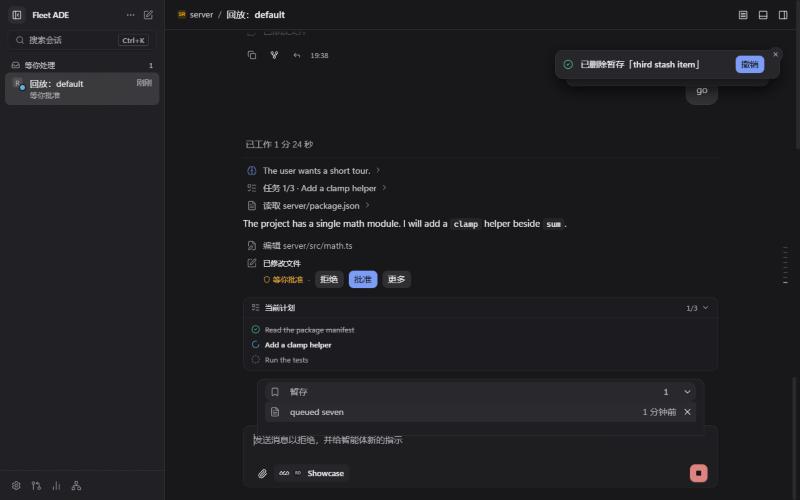 Fleet ADE
搜索会话
Ctrl+K
等你处理 1
R 回放：default 刚刚
等你批准
SR server / 回放：default
已修改文件
19:38
已删除暂存「third stash item」 撤销
go
已工作 1 分 24 秒
The user wants a short tour.
任务 1/3 · Add a clamp helper
读取 server/package.json
The project has a single math module. I will add a clamp helper beside sum.
编辑 server/src/math.ts
已修改文件
等你批准 · 拒绝 批准 更多
当前计划 1/3
Read the package manifest
Add a clamp helper
Run the tests
暂存 1
queued seven 1 分钟前
发送消息以拒绝，并给智能体新的指示
Showcase